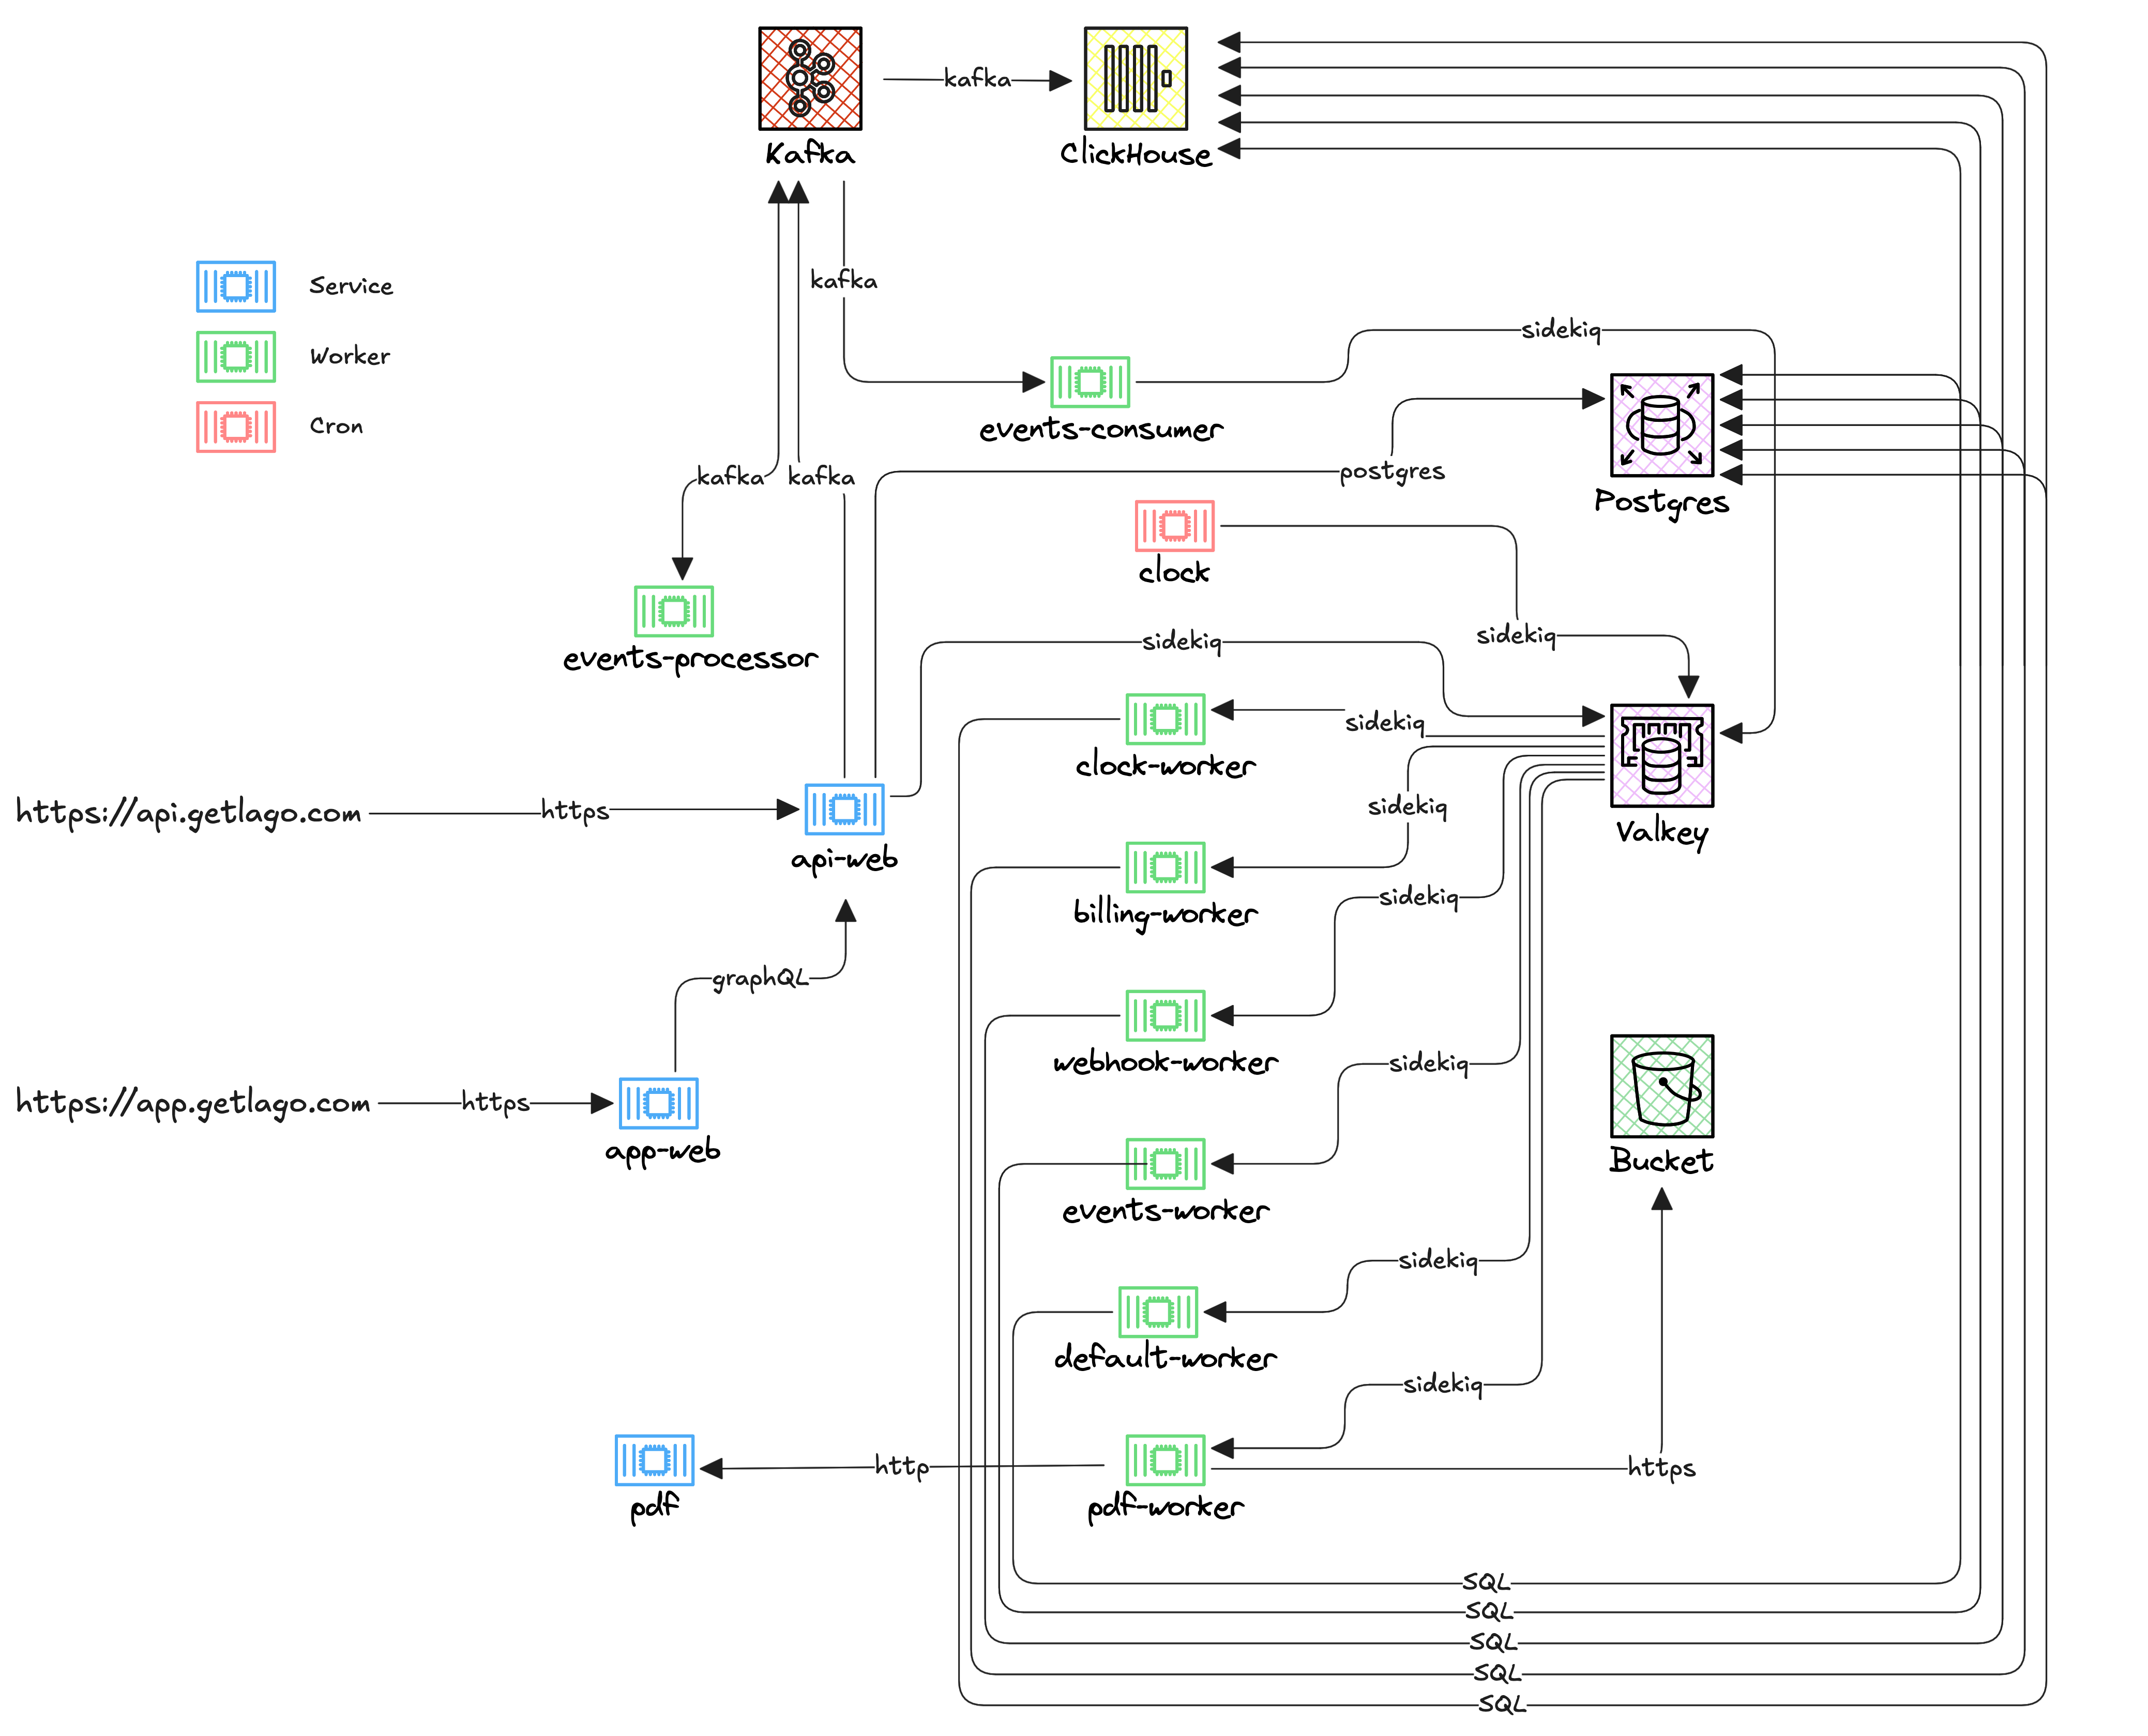 kafka
Kafka
ClickHouse
Service
kafka
Worker
sidekiq
Cron
events-consumer
kafka
kafka
postgres
Postgres
clock
sidekiq
sidekiq
events-processor
sidekiq
clock-worker
https://api.getlago.com
https
sidekiq
Valkey
api-web
sidekiq
billing-worker
graphQL
webhook-worker
sidekiq
https://app.getlago.com
https
app-web
Bucket
events-worker
sidekiq
default-worker
sidekiq
http
https
pdf
pdf-worker
SQL
SQL
SQL
SQL
SQL